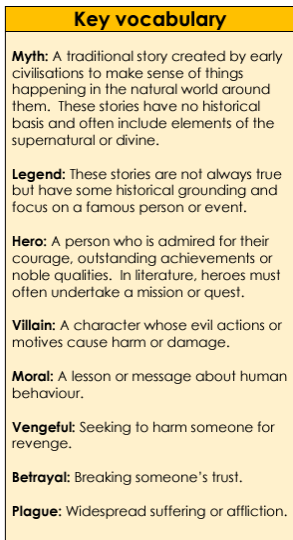 Key vocabulary
Myth: A traditional story created by early
civilisations to make sense of things
happening in the natural world around
them.  These stories have no historical
basis and often include elements of the
supernatural or divine.
Legend: These stories are not always true
but have some historical grounding and
focus on a famous person or event.
Hero: A person who is admired for their
courage, outstanding achievements or
noble qualities.  In literature, heroes must
often undertake a mission or quest.
Villain: A character whose evil actions or
motives cause harm or damage.
Moral: A lesson or message about human
behaviour.
Vengeful: Seeking to harm someone for
revenge.
Betrayal: Breaking someone's trust.
Plague: Widespread suffering or affliction.